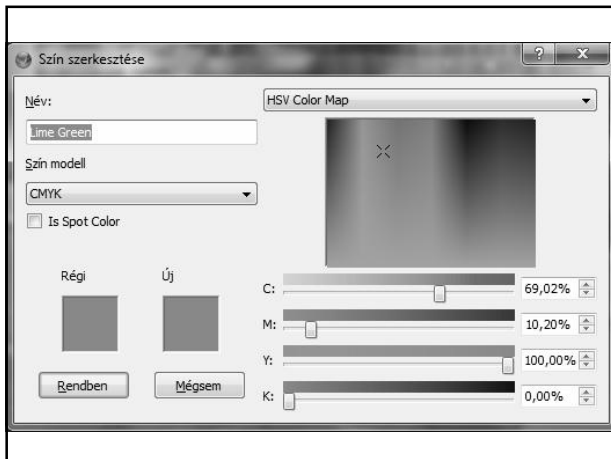 Szín szerkesztése
Név:
Lime Green
Szín modell
CMYK
Is Spot Color
Régi
Új
Rendben
Mégsem
HSV Color Map
C: 69,02%
M: 10,20%
Y: 100,00%
K: 0,00%